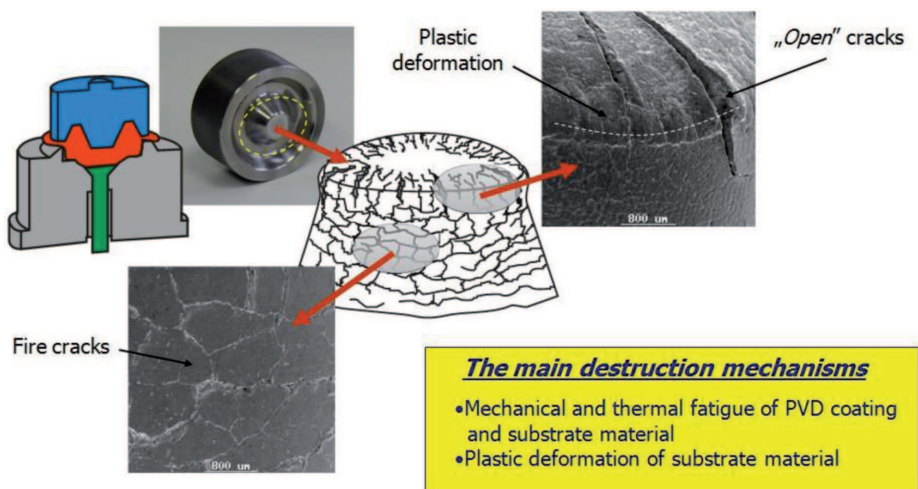 Plastic
deformation
„Open” cracks
800 um
Fire cracks
800 um
The main destruction mechanisms
•Mechanical and thermal fatigue of PVD coating
and substrate material
•Plastic deformation of substrate material